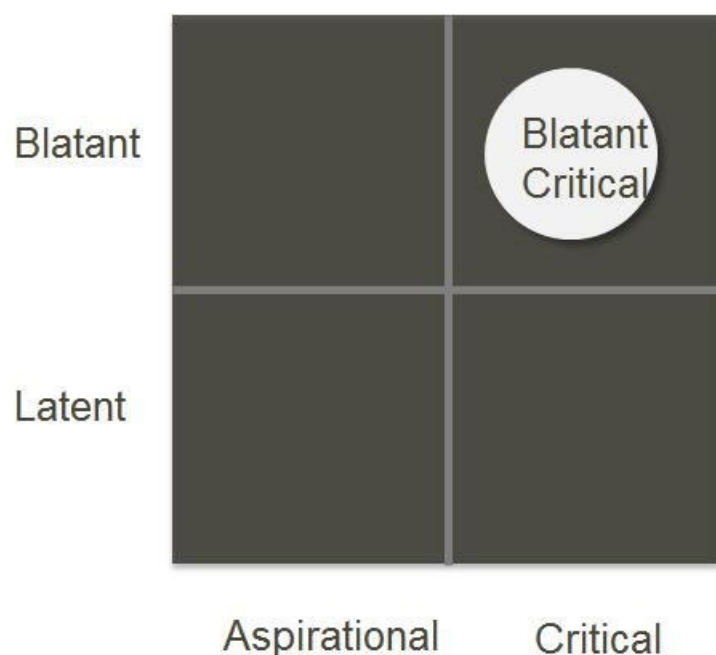 Blatant
Blatant
Critical
Latent
Aspirational
Critical